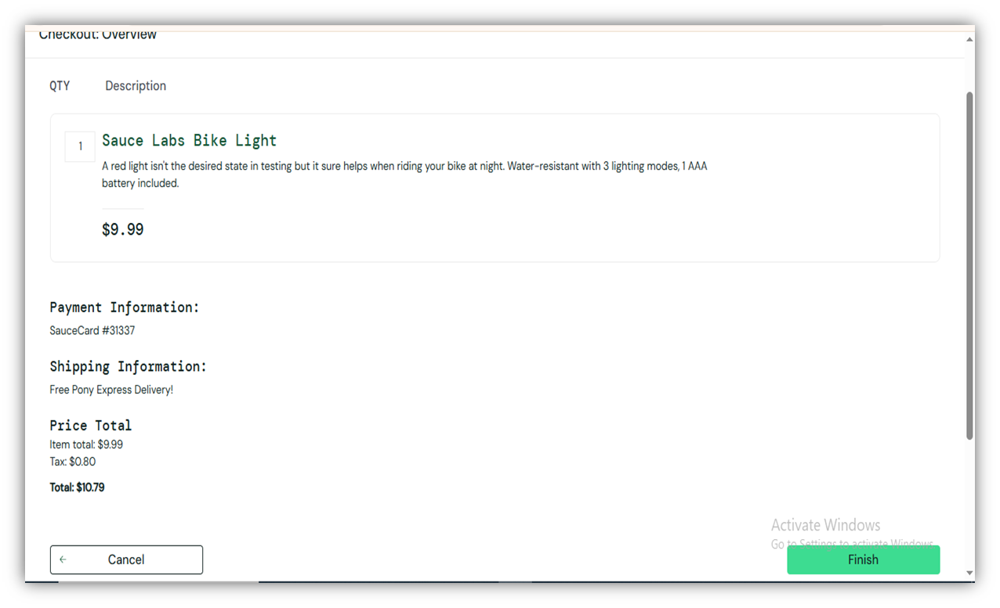 Checkout: Overview
QTY Description
1 Sauce Labs Bike Light
A red light isn't the desired state in testing but it sure helps when riding your bike at night. Water-resistant with 3 lighting modes, 1 AAA
battery included.
$9.99
Payment Information:
SauceCard #31337
Shipping Information:
Free Pony Express Delivery!
Price Total
Item total: $9.99
Tax: $0.80
Total: $10.79
Activate Windows
Go to Settings to activate Windows.
Cancel Finish